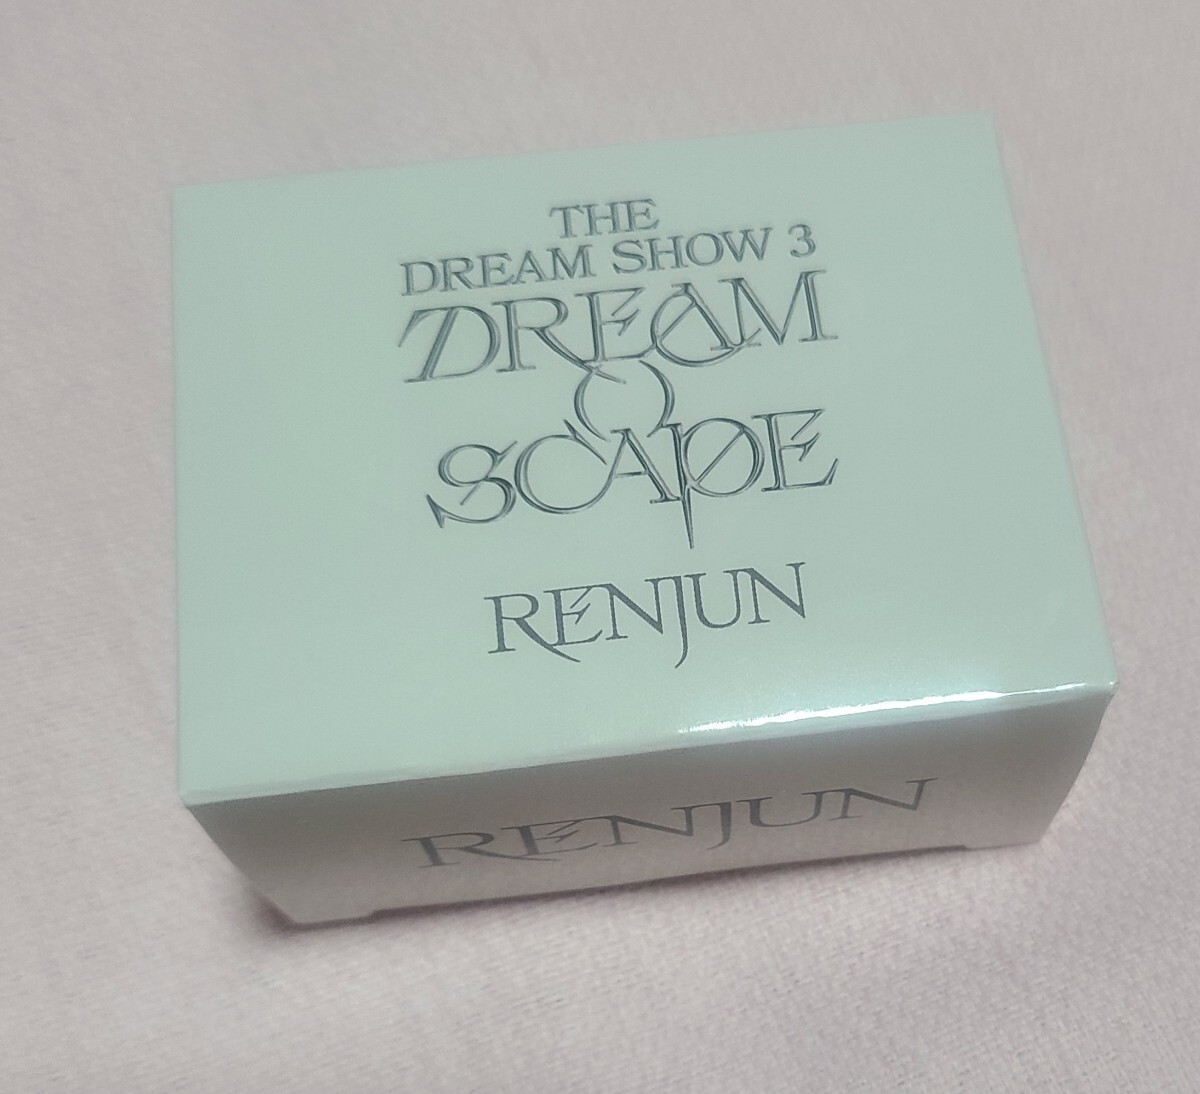 THE
DREAM SHOW 3
DREAM
SCAPE
RENJUN
RENJUN